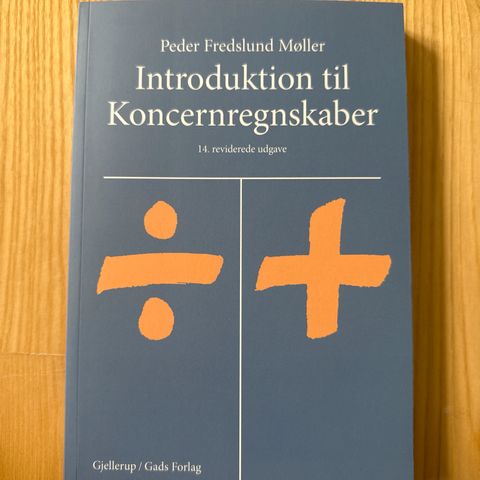 Peder Fredslund Møller
Introduktion til
Koncernregnskaber
14. reviderede udgave
÷ +
Gjellerup / Gads Forlag